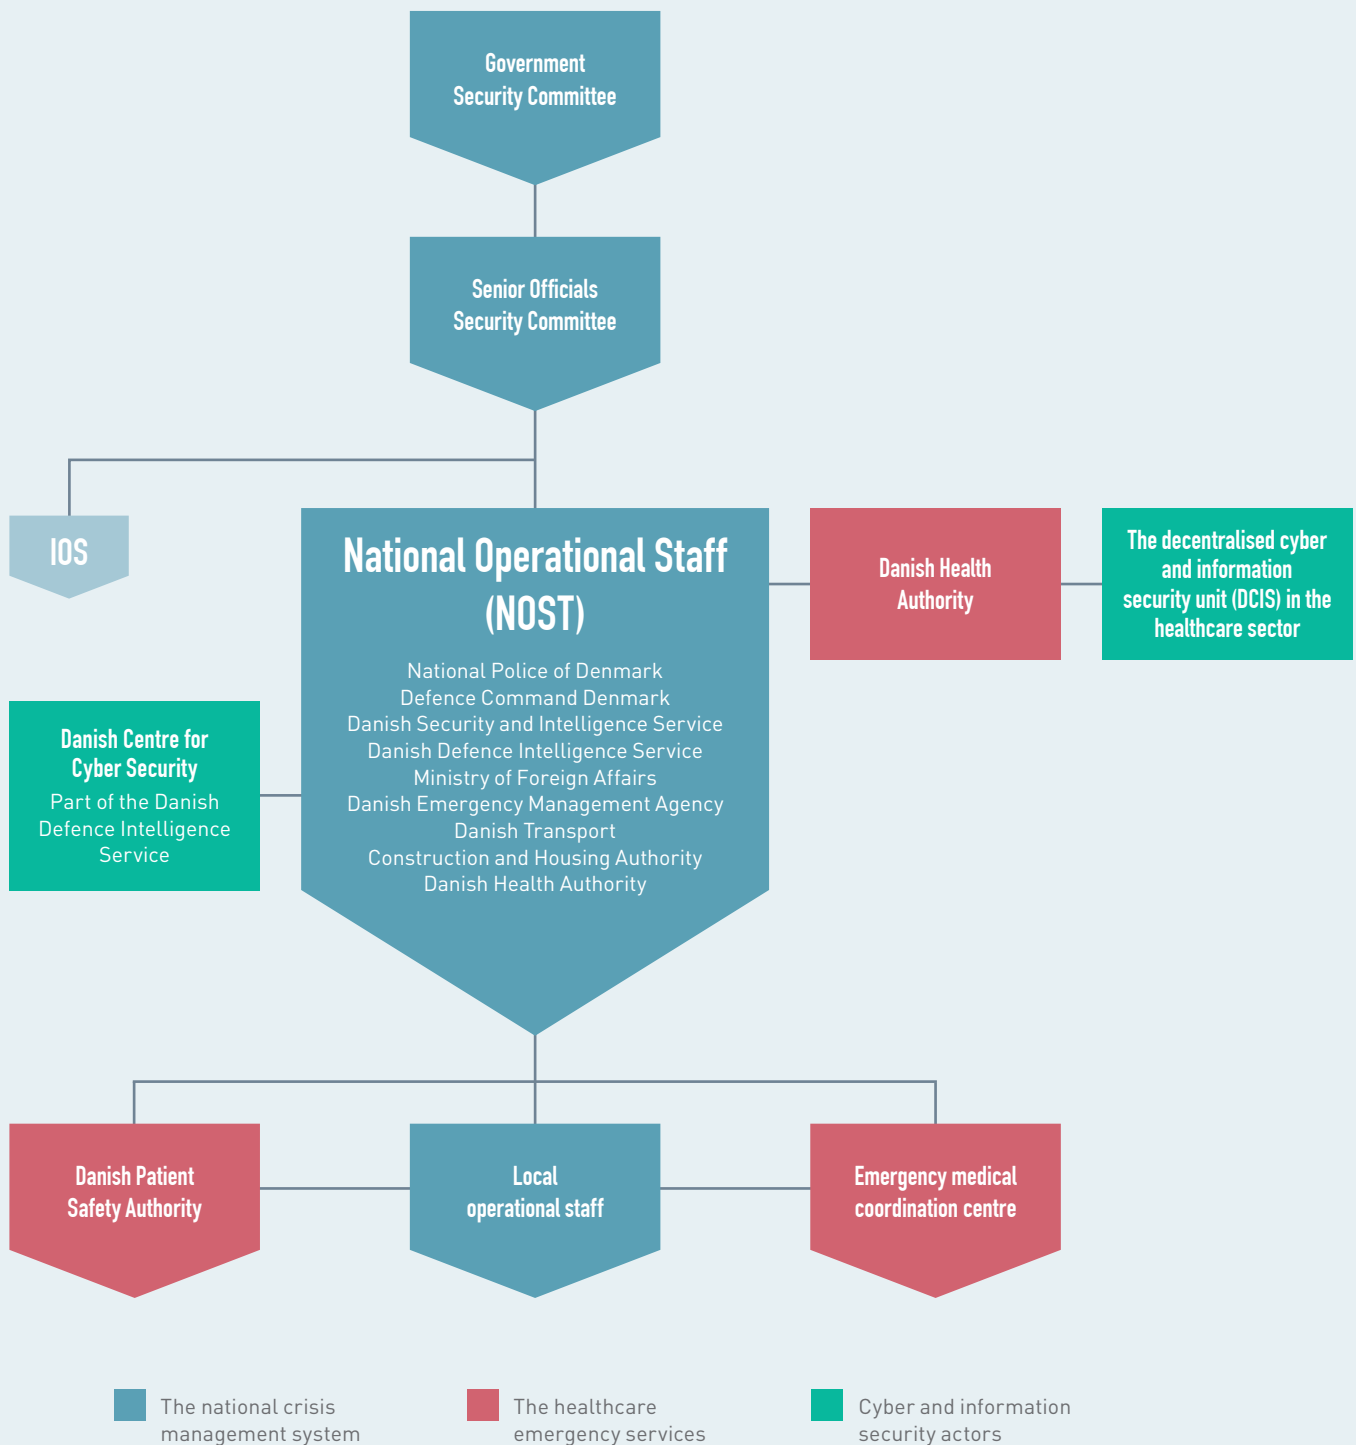 Government
Security Committee
Senior Officials
Security Committee
IOS
National Operational Staff
(NOST)
National Police of Denmark
Defence Command Denmark
Danish Security and Intelligence Service
Danish Defence Intelligence Service
Ministry of Foreign Affairs
Danish Emergency Management Agency
Danish Transport
Construction and Housing Authority
Danish Health Authority
Danish Health
Authority
The decentralised cyber
and information
security unit (DCIS) in the
healthcare sector
Danish Centre for
Cyber Security
Part of the Danish
Defence Intelligence
Service
Danish Patient
Safety Authority
Local
operational staff
Emergency medical
coordination centre
The national crisis
management system
The healthcare
emergency services
Cyber and information
security actors